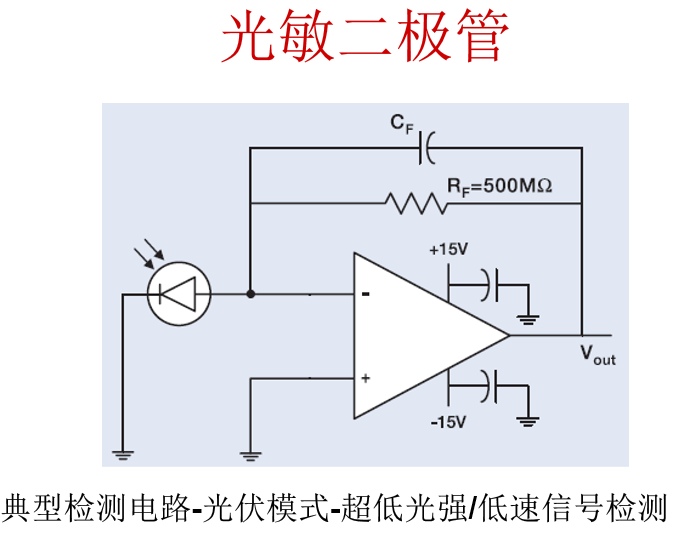 光敏二极管
CF
RF=500MΩ
+15V
-
+
Vout
-15V
典型检测电路-光伏模式-超低光强/低速信号检测